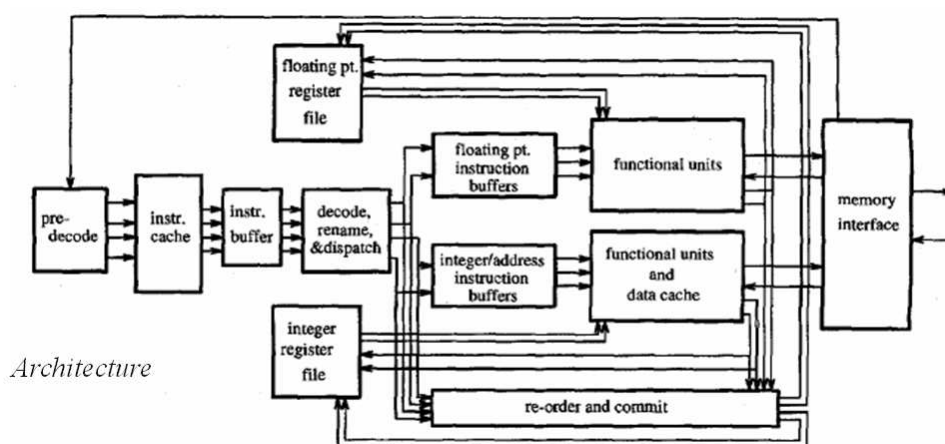 floating pt.
register
file
floating pt.
instruction
buffers
functional units
memory
interface
pre-
decode
instr.
cache
instr.
buffer
decode,
rename,
&dispatch
integer/address
instruction
buffers
functional units
and
data cache
integer
register
file
Architecture
re-order and commit